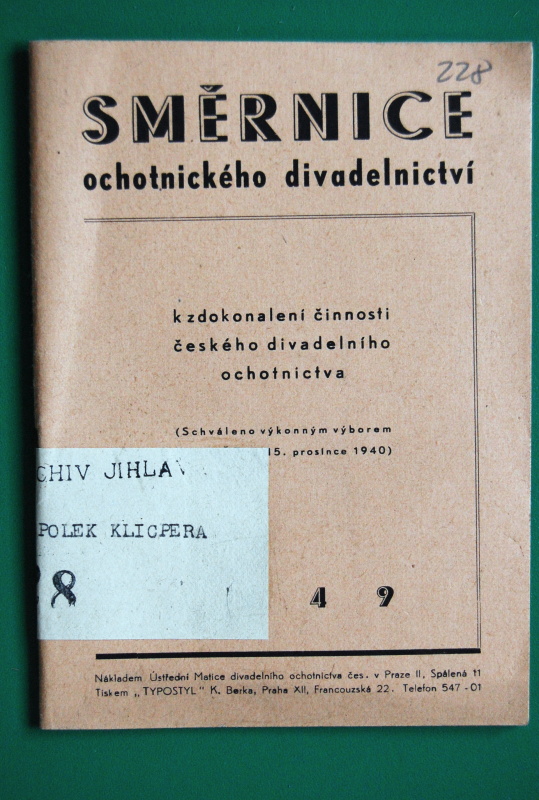 228
SMĚRNICE
ochotnického divadelnictví
k zdokonalení činnosti
českého divadelního
ochotnictva
(Schváleno výkonným výborem
15. prosince 1940)
CHIV JIHLAV
POLEK KLICPERA
8
4 9
Nákladem Ústřední Matice divadelního ochotnictva čes. v Praze II, Spálená 11
Tiskem „TYPOSTYL" K. Berka, Praha XII, Francouzská 22. Telefon 547-01